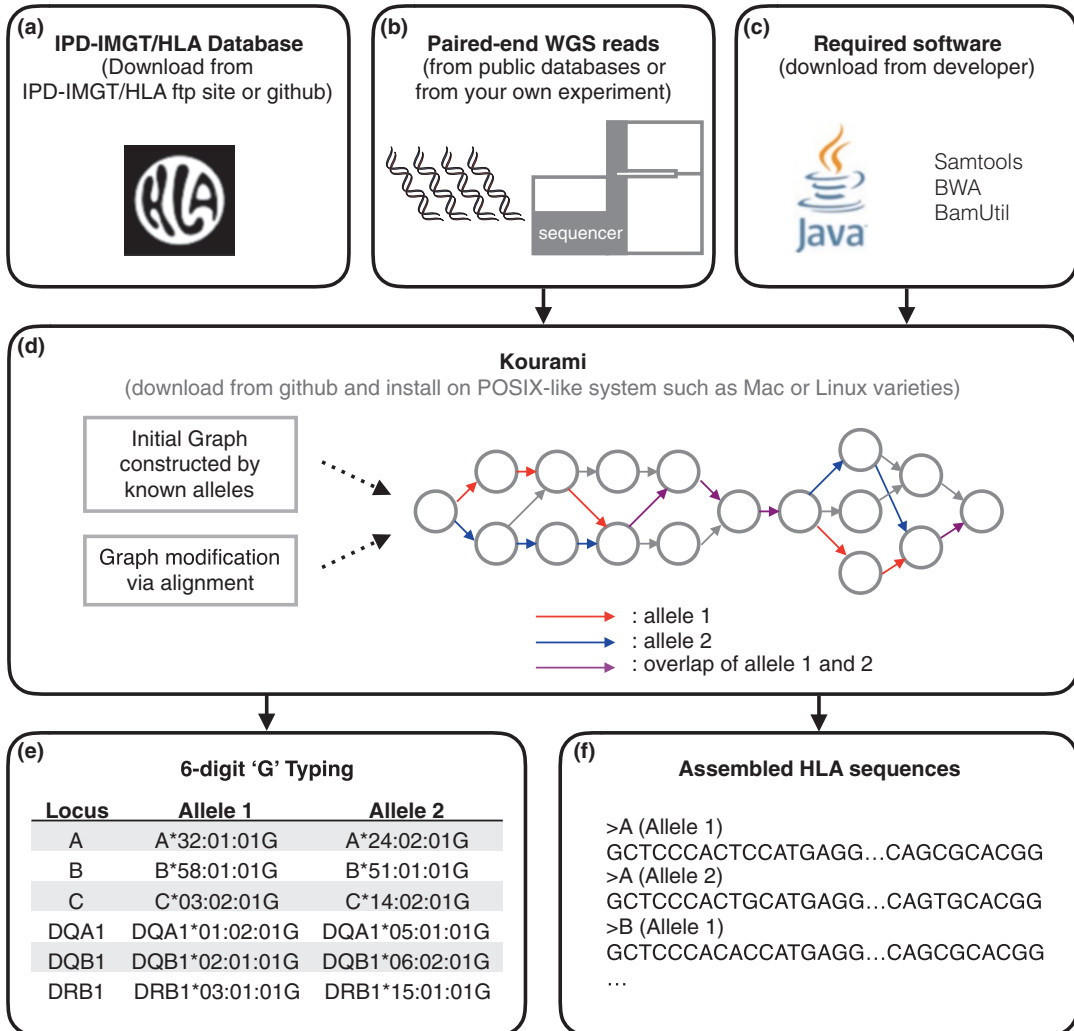 (a)
IPD-IMGT/HLA Database
(Download from
IPD-IMGT/HLA ftp site or github)
HLA
(b)
Paired-end WGS reads
(from public databases or
from your own experiment)
sequencer
(c)
Required software
(download from developer)
Java
Samtools
BWA
BamUtil
(d)
Kourami
(download from github and install on POSIX-like system such as Mac or Linux varieties)
Initial Graph
constructed by
known alleles
Graph modification
via alignment
: allele 1
: allele 2
: overlap of allele 1 and 2
(e)
6-digit ‘G’ Typing
Locus Allele 1 Allele 2
A A*32:01:01G A*24:02:01G
B B*58:01:01G B*51:01:01G
C C*03:02:01G C*14:02:01G
DQA1 DQA1*01:02:01G DQA1*05:01:01G
DQB1 DQB1*02:01:01G DQB1*06:02:01G
DRB1 DRB1*03:01:01G DRB1*15:01:01G
(f)
Assembled HLA sequences
>A (Allele 1)
GCTCCCACTCCATGAGG...CAGCGCACGG
>A (Allele 2)
GCTCCCACTGCATGAGG...CAGTGCACGG
>B (Allele 1)
GCTCCCACACCATGAGG...CAGCGCACGG
...